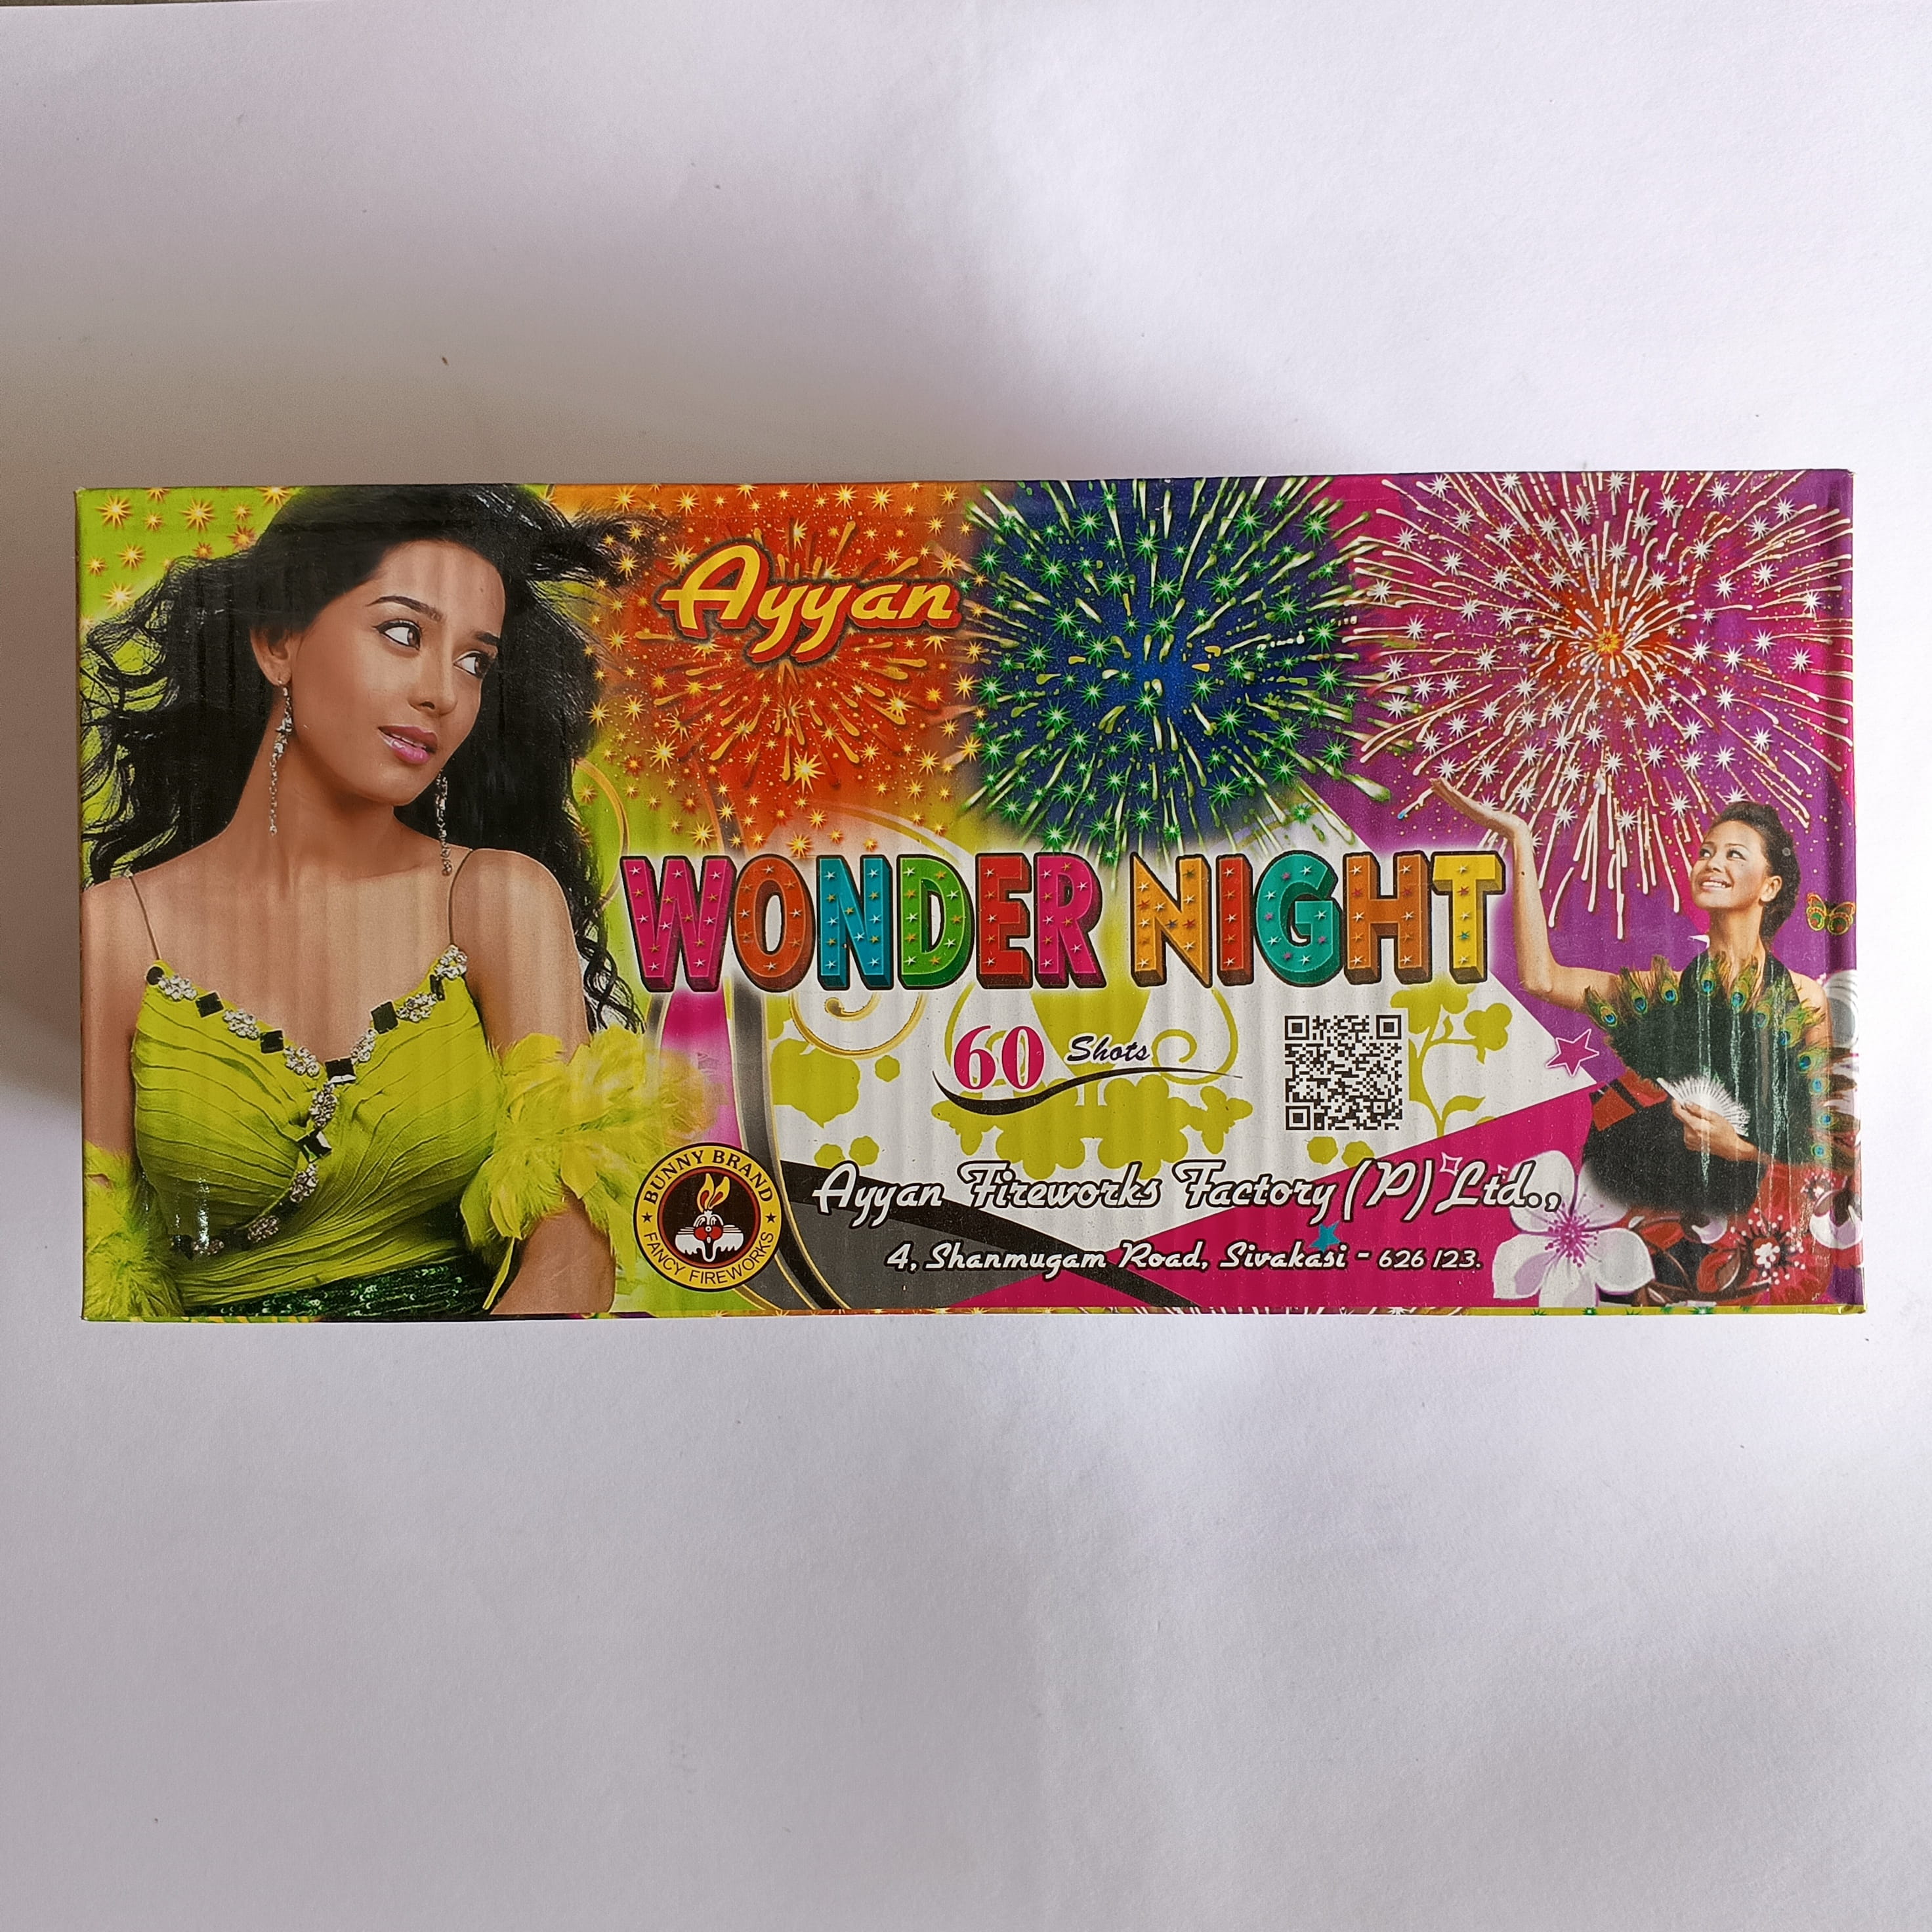 Ayyan
WONDER NIGHT
60 Shots
BUNNY BRAND
FANCY FIREWORKS
Ayyan Fireworks Factory (P) Ltd.,
4, Shanmugam Road, Sivakasi - 626 123.